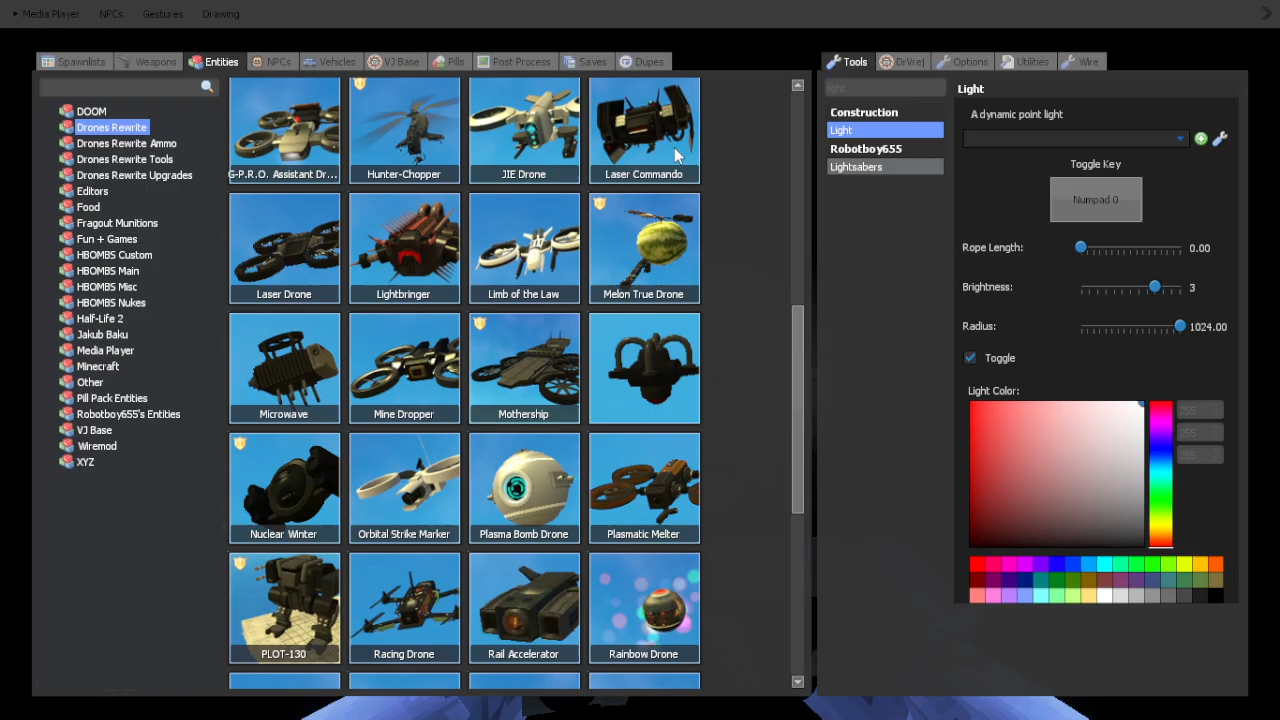 Media Player NPCs Gestures Drawing
Spawnlists Weapons Entities NPCs Vehicles VJ Base Pills Post Process Saves Dupes
DOOM
Drones Rewrite
Drones Rewrite Ammo
Drones Rewrite Tools
Drones Rewrite Upgrades
Editors
Food
Fragout Munitions
Fun + Games
HBOMBS Custom
HBOMBS Main
HBOMBS Misc
HBOMBS Nukes
Half-Life 2
Jakub Baku
Media Player
Minecraft
Other
Pill Pack Entities
Robotboy655's Entities
VJ Base
Wiremod
XYZ
G-P.R.O. Assistant Dr... Hunter-Chopper JIE Drone Laser Commando
Laser Drone Lightbringer Limb of the Law Melon True Drone
Microwave Mine Dropper Mothership
Nuclear Winter Orbital Strike Marker Plasma Bomb Drone Plasmatic Melter
PLOT-130 Racing Drone Rail Accelerator Rainbow Drone
Tools DrVrej Options Utilities Wire
light
Construction
Light
Robotboy655
Lightsabers
Light
A dynamic point light
Toggle Key
Numpad 0
Rope Length: 0.00
Brightness: 3
Radius: 1024.00
Toggle
Light Color:
255
255
255